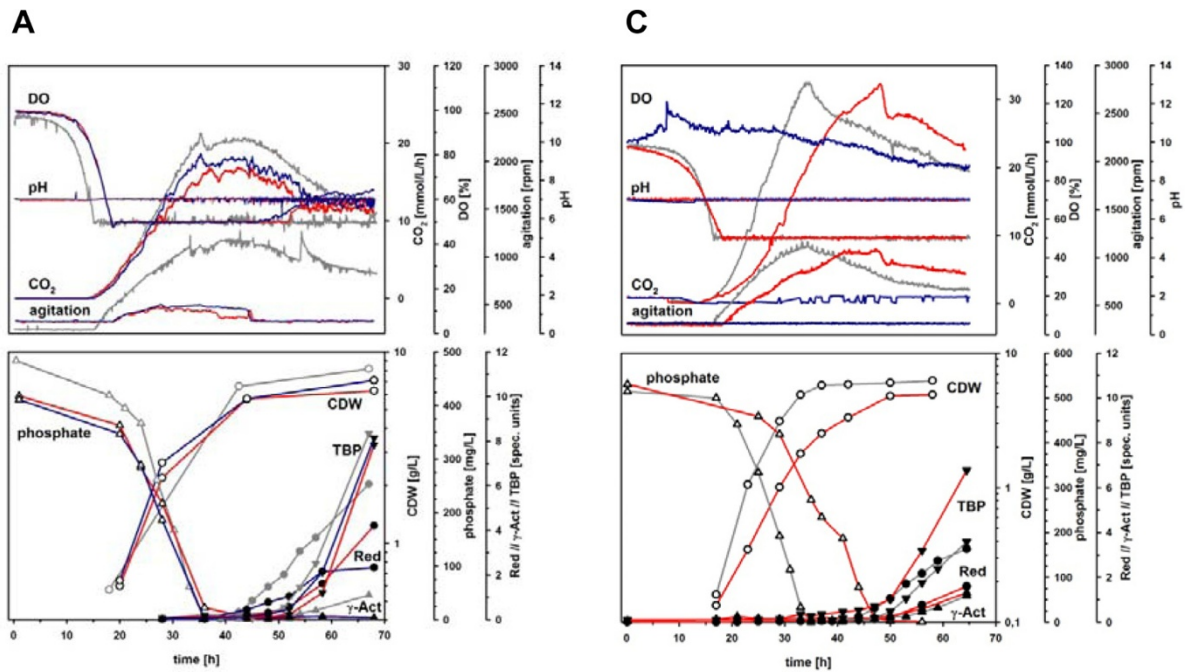 A
C
DO
pH
CO₂
agitation
30
20
10
0
CO₂ [mmol/L/h]
120
100
80
60
40
20
0
DO [%]
3000
2500
2000
1500
1000
500
0
agitation [rpm]
14
12
10
8
6
4
2
0
pH
phosphate
CDW
TBP
Red
γ-Act
10
1
CDW [g/L]
500
400
300
200
100
0
phosphate [mg/L]
12
10
8
6
4
2
0
Red // γ-Act // TBP [spec. units]
0 10 20 30 40 50 60 70
time [h]
DO
pH
CO₂
agitation
30
20
10
0
CO₂ [mmol/L/h]
140
120
100
80
60
40
20
0
DO [%]
3000
2500
2000
1500
1000
500
0
agitation [rpm]
14
12
10
8
6
4
2
0
pH
phosphate
CDW
TBP
Red
γ-Act
10
1
0,1
CDW [g/L]
600
500
400
300
200
100
0
phosphate [mg/L]
12
10
8
6
4
2
0
Red // γ-Act // TBP [spec. units]
0 10 20 30 40 50 60 70
time [h]